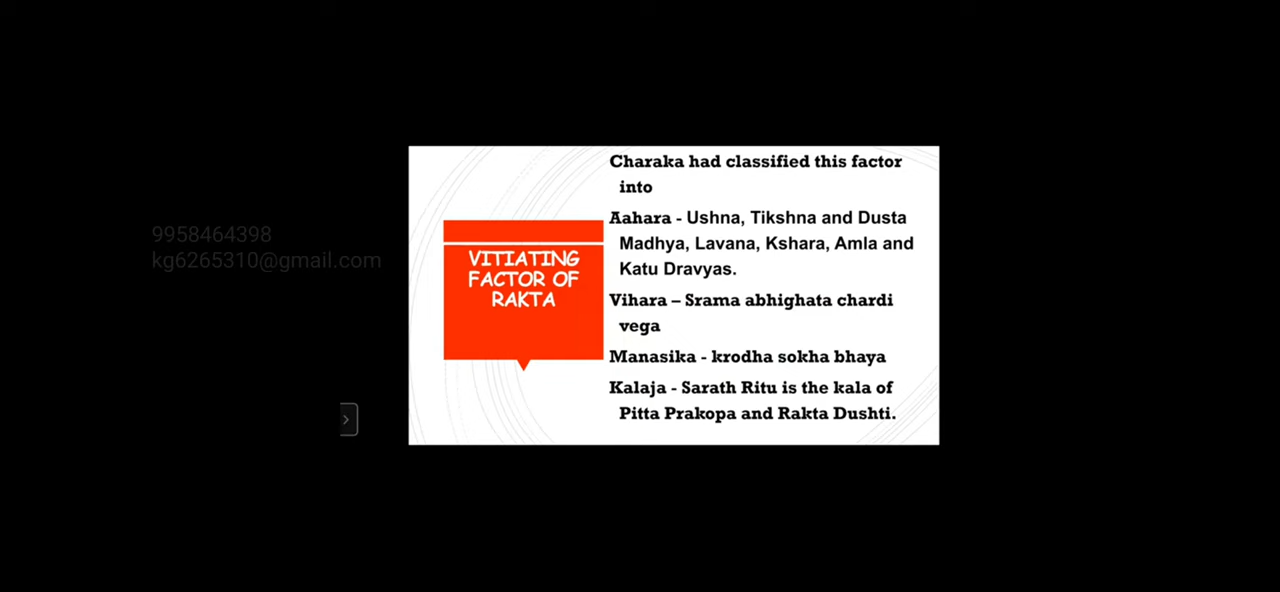 9958464398
kg6265310@gmail.com
VITIATING
FACTOR OF
RAKTA
Charaka had classified this factor
into
Aahara - Ushna, Tikshna and Dusta
Madhya, Lavana, Kshara, Amla and
Katu Dravyas.
Vihara – Srama abhighata chardi
vega
Manasika - krodha sokha bhaya
Kalaja - Sarath Ritu is the kala of
Pitta Prakopa and Rakta Dushti.